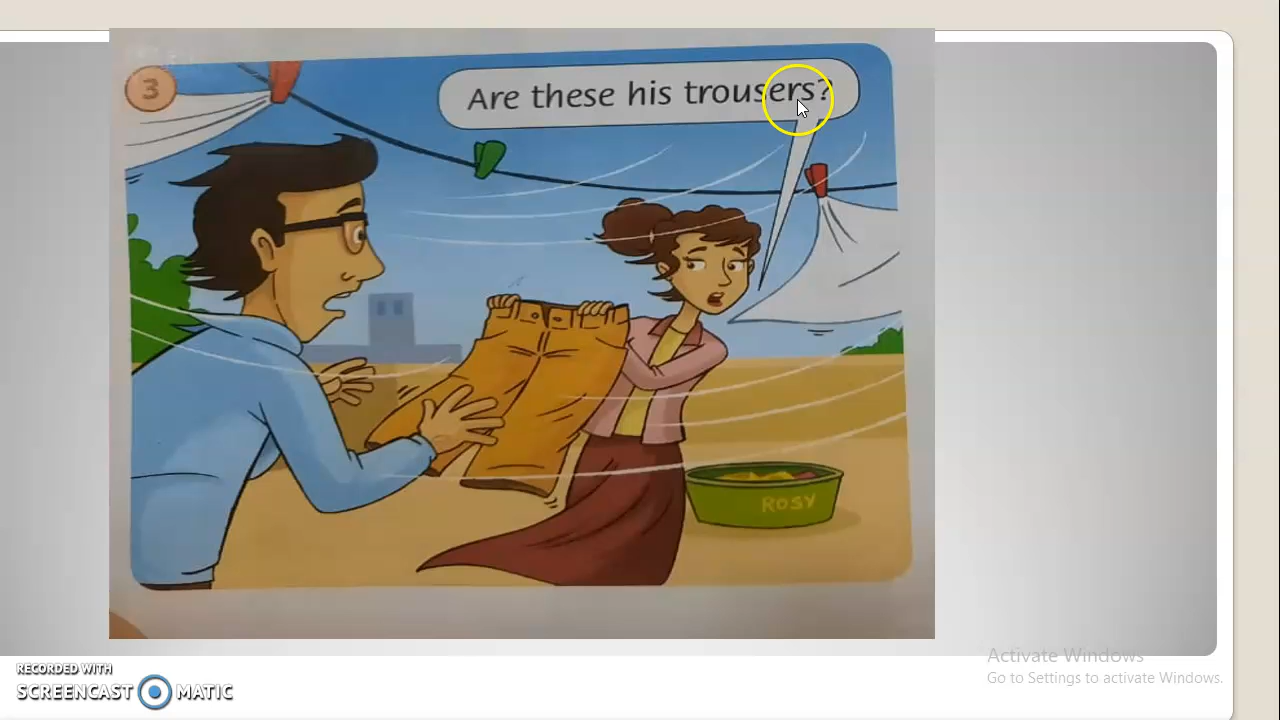 3
Are these his trousers?
ROSY
Activate Windows
Go to Settings to activate Windows.
RECORDED WITH
SCREENCAST MATIC